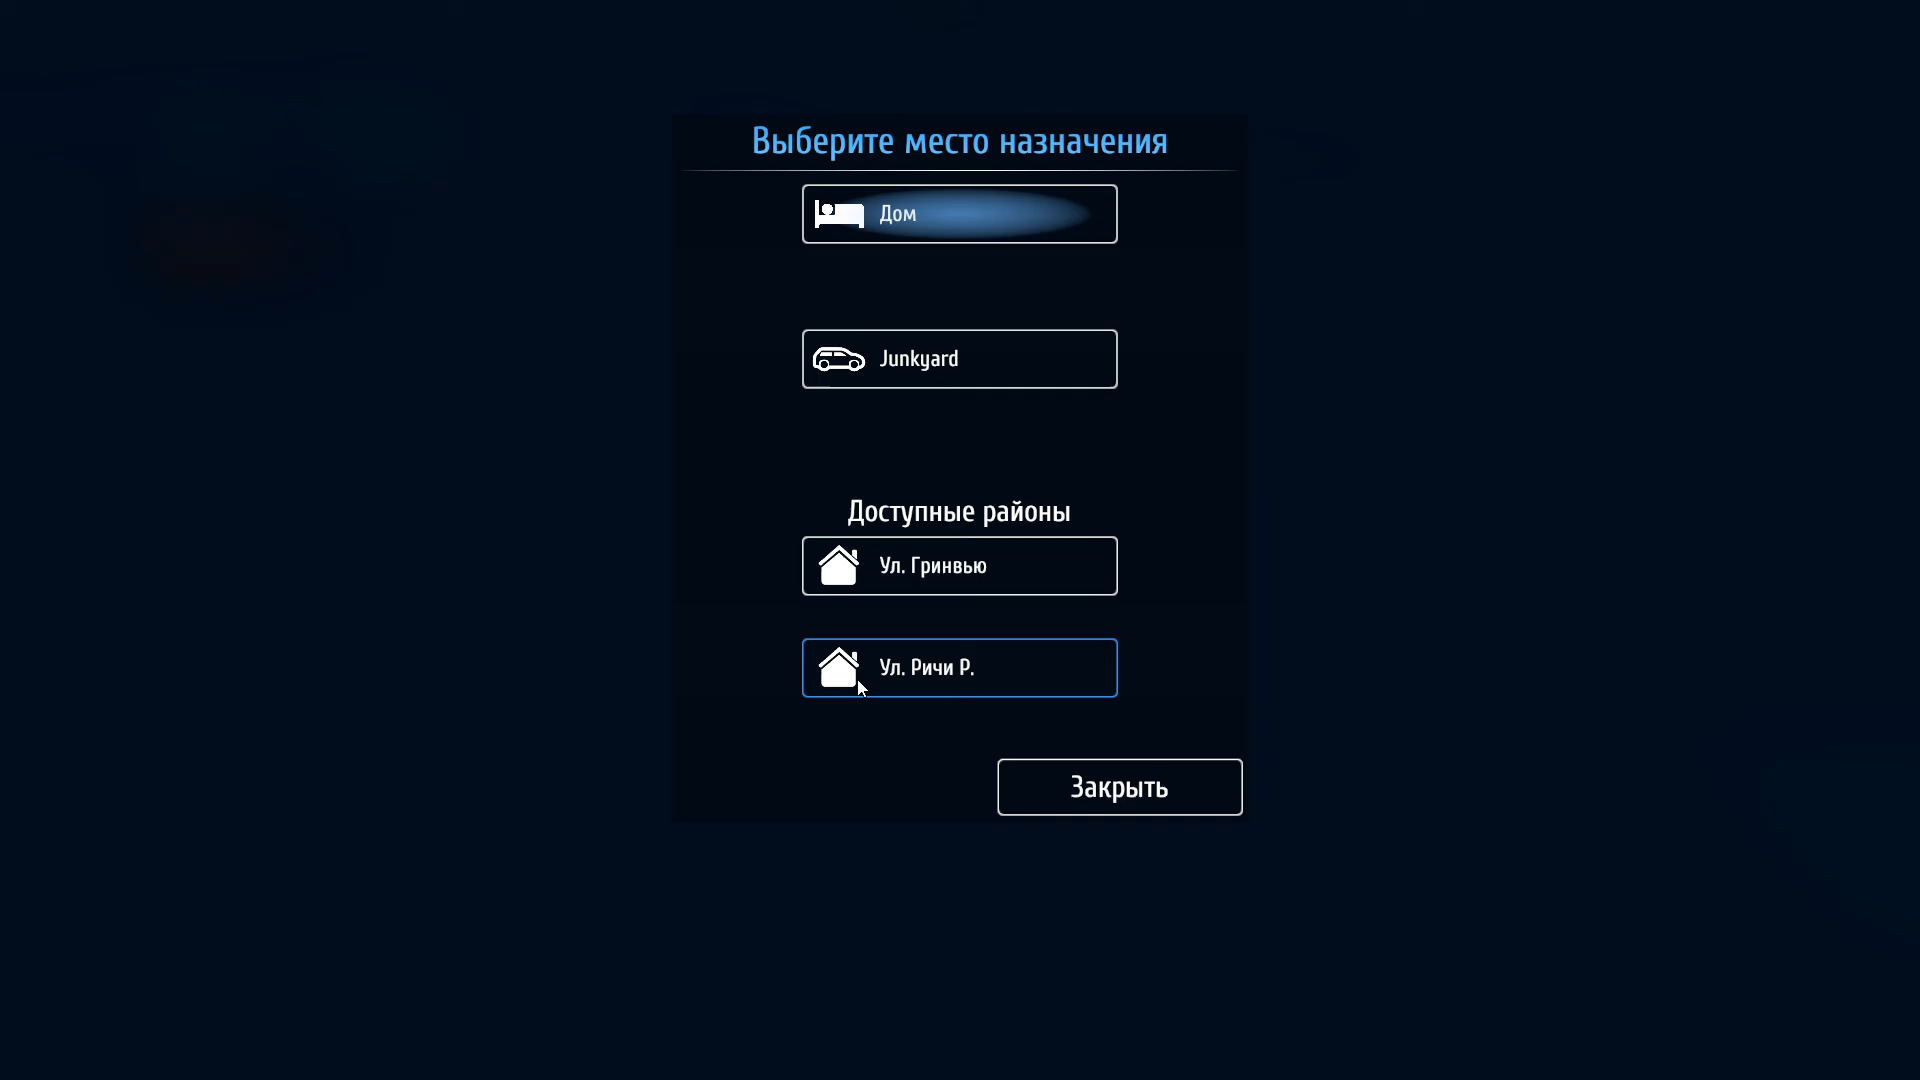 Выберите место назначения
Дом
Junkyard
Доступные районы
Ул. Гринвью
Ул. Ричи Р.
Закрыть